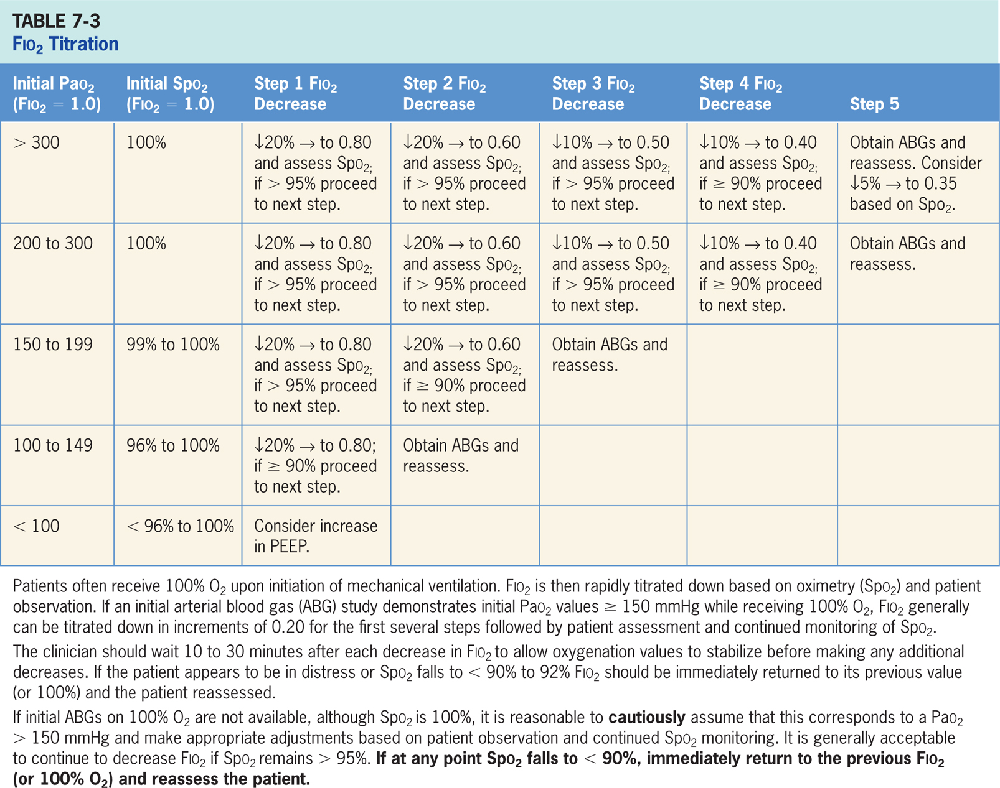 TABLE 7-3
FIO2 Titration
Initial PaO2
(FIO2 = 1.0)
Initial SpO2
(FIO2 = 1.0)
Step 1 FIO2
Decrease
Step 2 FIO2
Decrease
Step 3 FIO2
Decrease
Step 4 FIO2
Decrease
Step 5
> 300
100%
↓20% → to 0.80
and assess SpO2;
if > 95% proceed
to next step.
↓20% → to 0.60
and assess SpO2;
if > 95% proceed
to next step.
↓10% → to 0.50
and assess SpO2;
if > 95% proceed
to next step.
↓10% → to 0.40
and assess SpO2;
if ≥ 90% proceed
to next step.
Obtain ABGs and
reassess. Consider
↓5% → to 0.35
based on SpO2.
200 to 300
100%
↓20% → to 0.80
and assess SpO2;
if > 95% proceed
to next step.
↓20% → to 0.60
and assess SpO2;
if > 95% proceed
to next step.
↓10% → to 0.50
and assess SpO2;
if > 95% proceed
to next step.
↓10% → to 0.40
and assess SpO2;
if ≥ 90% proceed
to next step.
Obtain ABGs and
reassess.
150 to 199
99% to 100%
↓20% → to 0.80
and assess SpO2;
if > 95% proceed
to next step.
↓20% → to 0.60
and assess SpO2;
if ≥ 90% proceed
to next step.
Obtain ABGs and
reassess.
100 to 149
96% to 100%
↓20% → to 0.80;
if ≥ 90% proceed
to next step.
Obtain ABGs and
reassess.
< 100
< 96% to 100%
Consider increase
in PEEP.
Patients often receive 100% O2 upon initiation of mechanical ventilation. FIO2 is then rapidly titrated down based on oximetry (SpO2) and patient
observation. If an initial arterial blood gas (ABG) study demonstrates initial PaO2 values ≥ 150 mmHg while receiving 100% O2, FIO2 generally
can be titrated down in increments of 0.20 for the first several steps followed by patient assessment and continued monitoring of SpO2.
The clinician should wait 10 to 30 minutes after each decrease in FIO2 to allow oxygenation values to stabilize before making any additional
decreases. If the patient appears to be in distress or SpO2 falls to < 90% to 92% FIO2 should be immediately returned to its previous value
(or 100%) and the patient reassessed.
If initial ABGs on 100% O2 are not available, although SpO2 is 100%, it is reasonable to cautiously assume that this corresponds to a PaO2
> 150 mmHg and make appropriate adjustments based on patient observation and continued SpO2 monitoring. It is generally acceptable
to continue to decrease FIO2 if SpO2 remains > 95%. If at any point SpO2 falls to < 90%, immediately return to the previous FIO2
(or 100% O2) and reassess the patient.